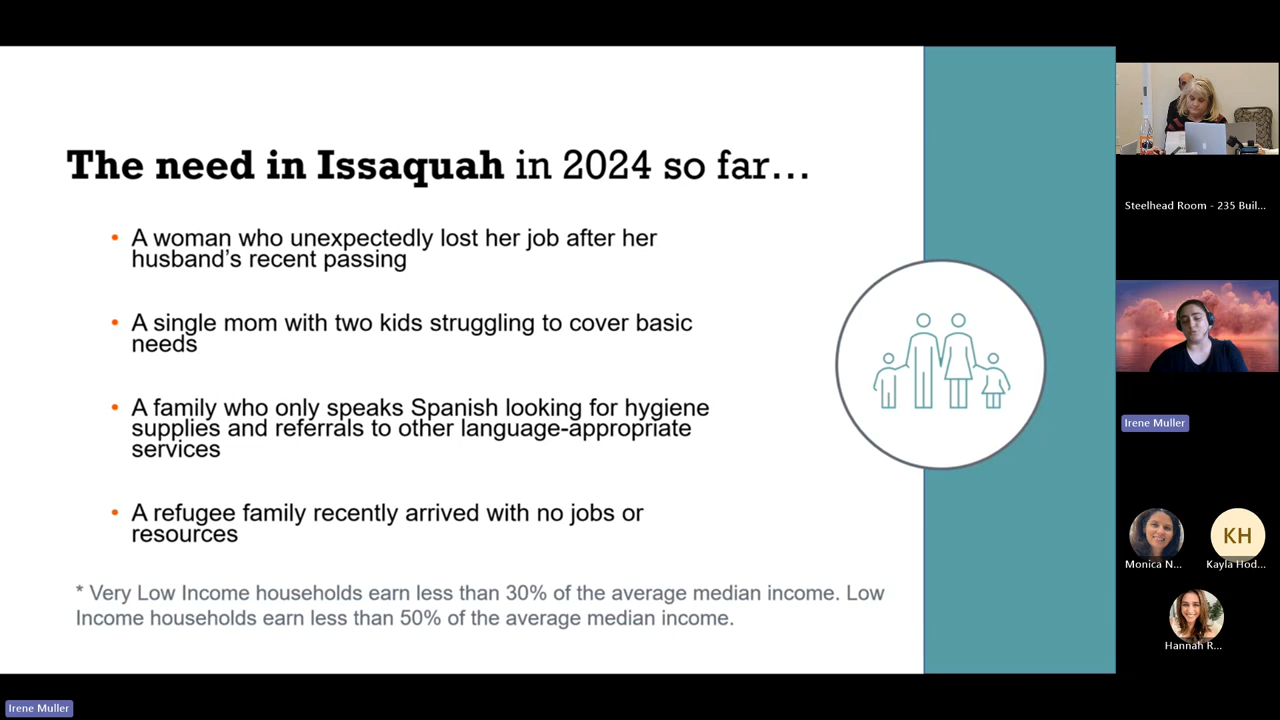 The need in Issaquah in 2024 so far...
• A woman who unexpectedly lost her job after her
husband's recent passing
• A single mom with two kids struggling to cover basic
needs
• A family who only speaks Spanish looking for hygiene
supplies and referrals to other language-appropriate
services
• A refugee family recently arrived with no jobs or
resources
* Very Low Income households earn less than 30% of the average median income. Low
Income households earn less than 50% of the average median income.
Steelhead Room - 235 Buil...
Irene Muller
KH
Monica N...
Kayla Hod...
Hannah R...
Irene Muller